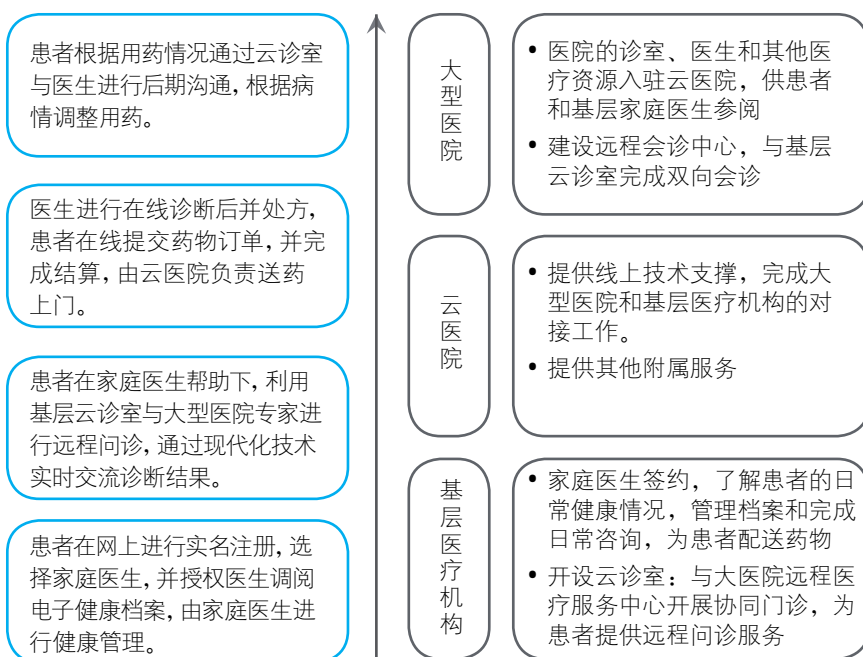 患者根据用药情况通过云诊室
与医生进行后期沟通，根据病
情调整用药。
医生进行在线诊断后并处方，
患者在线提交药物订单，并完
成结算，由云医院负责送药
上门。
患者在家庭医生帮助下，利用
基层云诊室与大型医院专家进
行远程问诊，通过现代化技术
实时交流诊断结果。
患者在网上进行实名注册，选
择家庭医生，并授权医生调阅
电子健康档案，由家庭医生进
行健康管理。
大型医院
• 医院的诊室、医生和其他医
疗资源入驻云医院，供患者
和基层家庭医生参阅
• 建设远程会诊中心，与基层
云诊室完成双向会诊
云医院
• 提供线上技术支撑，完成大
型医院和基层医疗机构的对
接工作。
• 提供其他附属服务
基层医疗机构
• 家庭医生签约，了解患者的日
常健康情况，管理档案和完成
日常咨询，为患者配送药物
• 开设云诊室：与大医院远程医
疗服务中心开展协同门诊，为
患者提供远程问诊服务